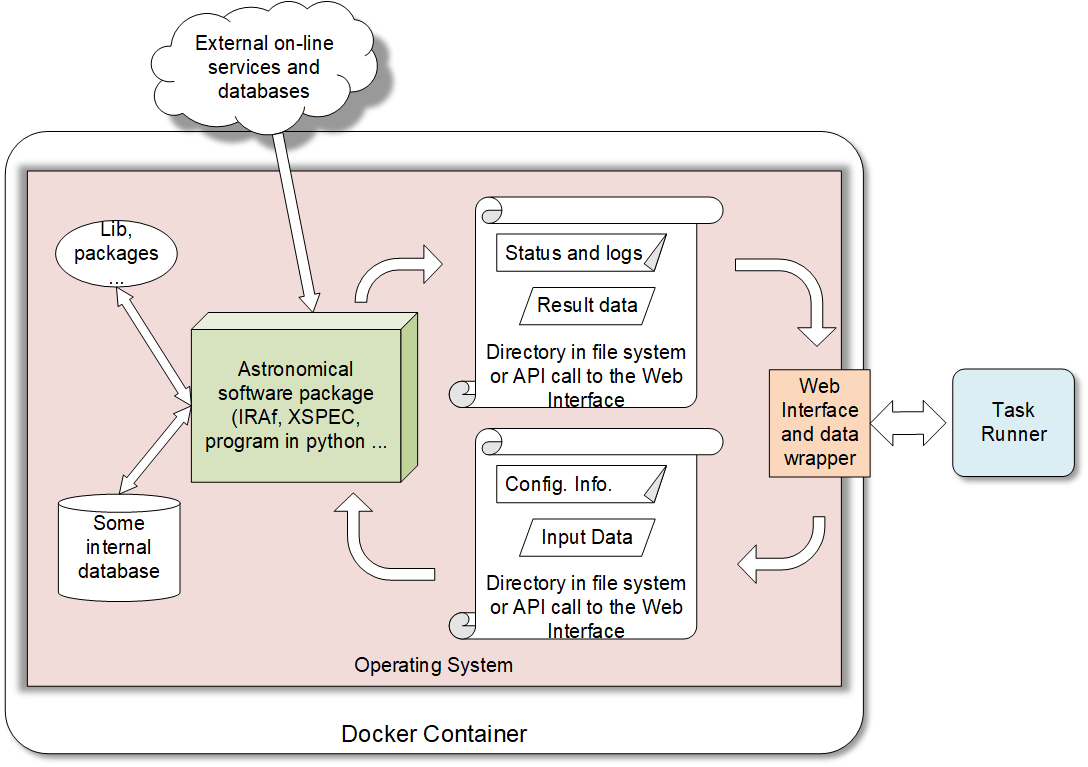 External on-line
services and
databases
Lib,
packages
...
Astronomical
software package
(IRAf, XSPEC,
program in python ...
Some
internal
database
Status and logs
Result data
Directory in file system
or API call to the Web
Interface
Config. Info.
Input Data
Directory in file system
or API call to the Web
Interface
Web
Interface
and data
wrapper
Task
Runner
Operating System
Docker Container